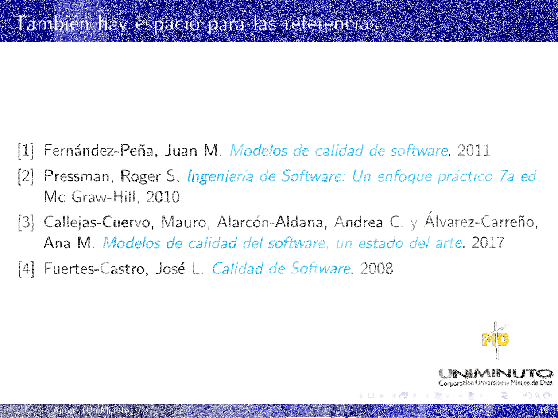 También hay espacio para las referencias
[1] Fernández-Peña, Juan M. Modelos de calidad de software. 2011
[2] Pressman, Roger S. Ingeniería de Software: Un enfoque práctico 7a ed
Mc Graw-Hill, 2010
[3] Callejas-Cuervo, Mauro, Alarcón-Aldana, Andrea C. y Álvarez-Carreño,
Ana M. Modelos de calidad del software, un estado del arte. 2017
[4] Fuertes-Castro, José L. Calidad de Software. 2008
UNIMINUTO
Corporación Universitaria Minuto de Dios